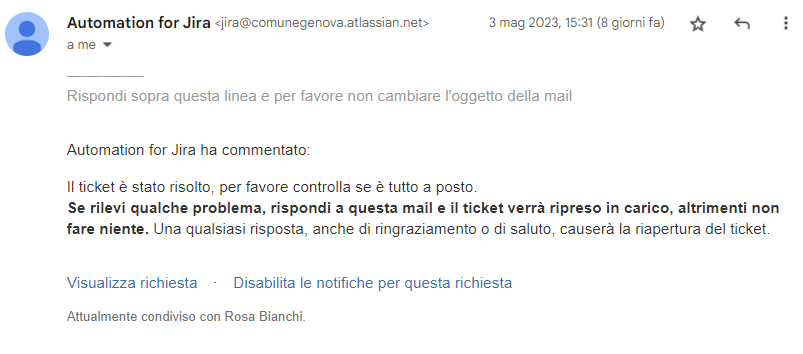 Automation for Jira <jira@comunegenova.atlassian.net> 3 mag 2023, 15:31 (8 giorni fa)
a me
Rispondi sopra questa linea e per favore non cambiare l'oggetto della mail
Automation for Jira ha commentato:
Il ticket è stato risolto, per favore controlla se è tutto a posto.
Se rilevi qualche problema, rispondi a questa mail e il ticket verrà ripreso in carico, altrimenti non
fare niente. Una qualsiasi risposta, anche di ringraziamento o di saluto, causerà la riapertura del ticket.
Visualizza richiesta · Disabilita le notifiche per questa richiesta
Attualmente condiviso con Rosa Bianchi.